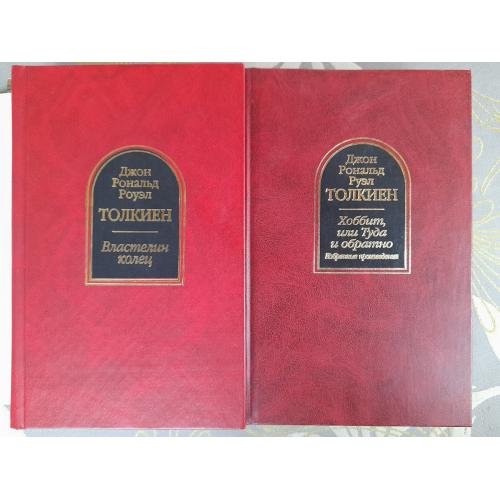 Джон
Рональд
Роуэл
ТОЛКИЕН
Властелин
колец
Джон
Рональд
Руэл
ТОЛКИЕН
Хоббит,
или Туда
и обратно
Избранные произведения